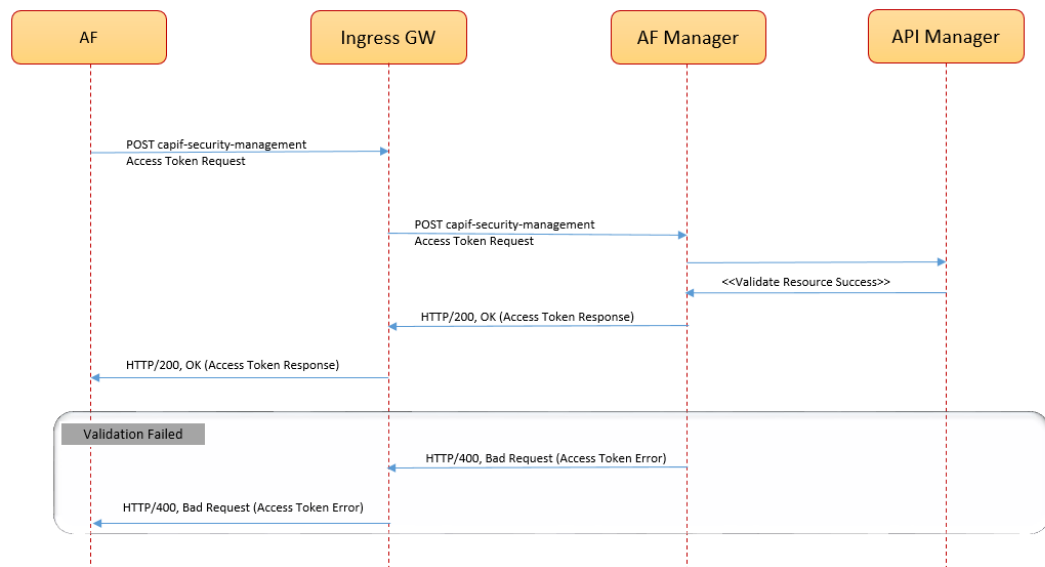 AF
Ingress GW
AF Manager
API Manager
POST capif-security-management
Access Token Request
POST capif-security-management
Access Token Request
<<Validate Resource Success>>
HTTP/200, OK (Access Token Response)
HTTP/200, OK (Access Token Response)
Validation Failed
HTTP/400, Bad Request (Access Token Error)
HTTP/400, Bad Request (Access Token Error)